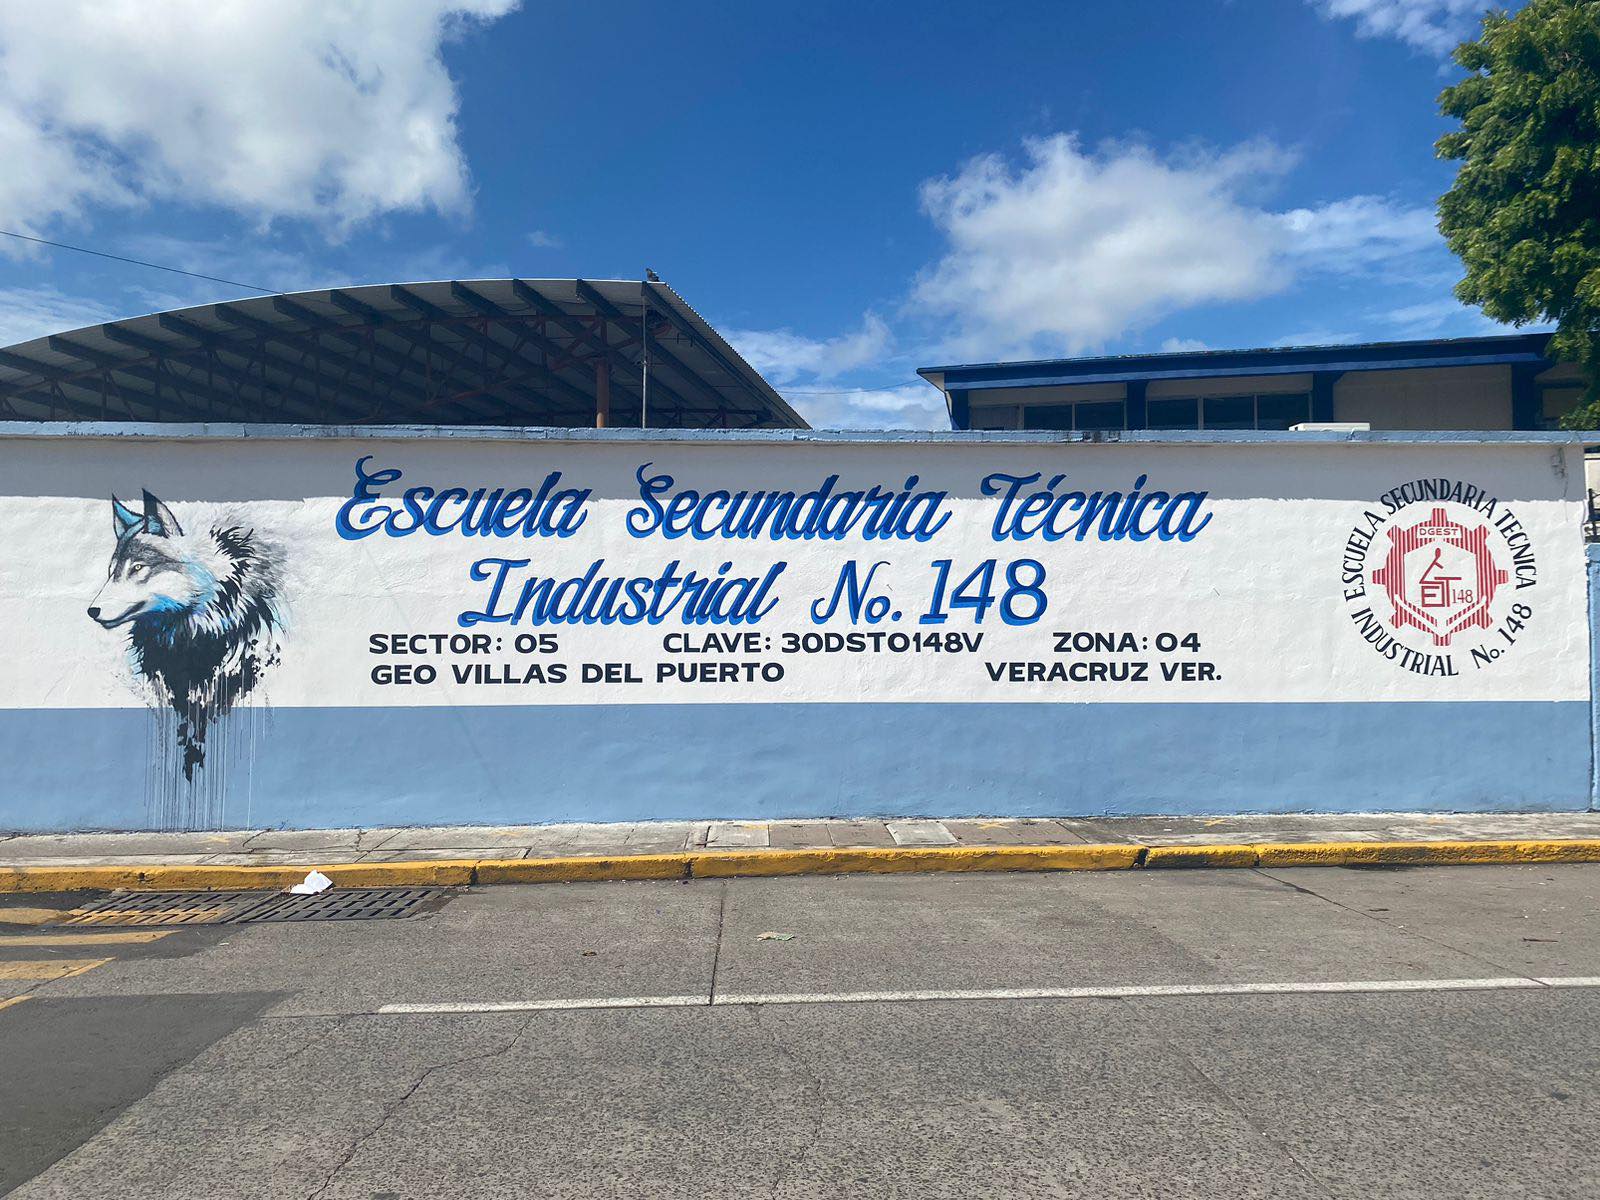 Escuela Secundaria Técnica
Industrial No. 148
SECTOR: 05 CLAVE: 30DST0148V ZONA: 04
GEO VILLAS DEL PUERTO VERACRUZ VER.
ESCUELA SECUNDARIA TECNICA
INDUSTRIAL No. 148
DGEST
ETI
148